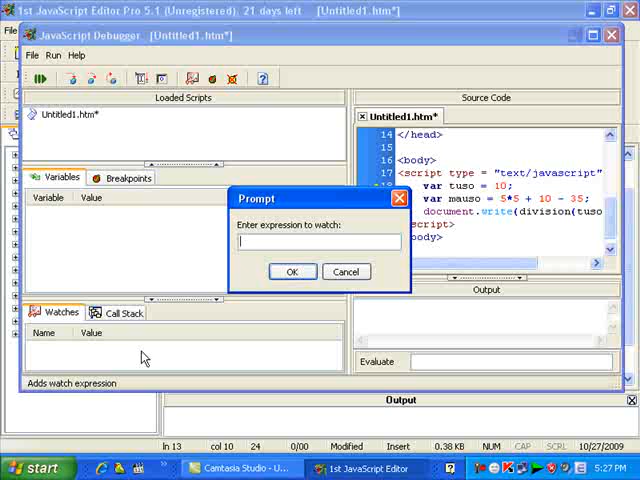 1st JavaScript Editor Pro 5.1 (Unregistered) 21 days left [Untitled1.htm*]
JavaScript Debugger [Untitled1.htm*]
File Run Help
Loaded Scripts
Untitled1.htm*
Source Code
Untitled1.htm*
14 </head>
15
16 <body>
17 <script type = "text/javascript"
var tuso = 10;
var mauso = 5*5 + 10 - 35;
document.write(division(tuso
script>
body>
Variables Breakpoints
Variable Value
Prompt
Enter expression to watch:
OK Cancel
Watches Call Stack
Name Value
Output
Evaluate
Adds watch expression
Output
ln 13 col 10 24 0/00 Modified Insert 0.38 KB NUM CAP SCRL 10/27/2009
start Camtasia Studio - U... 1st JavaScript Editor 5:27 PM